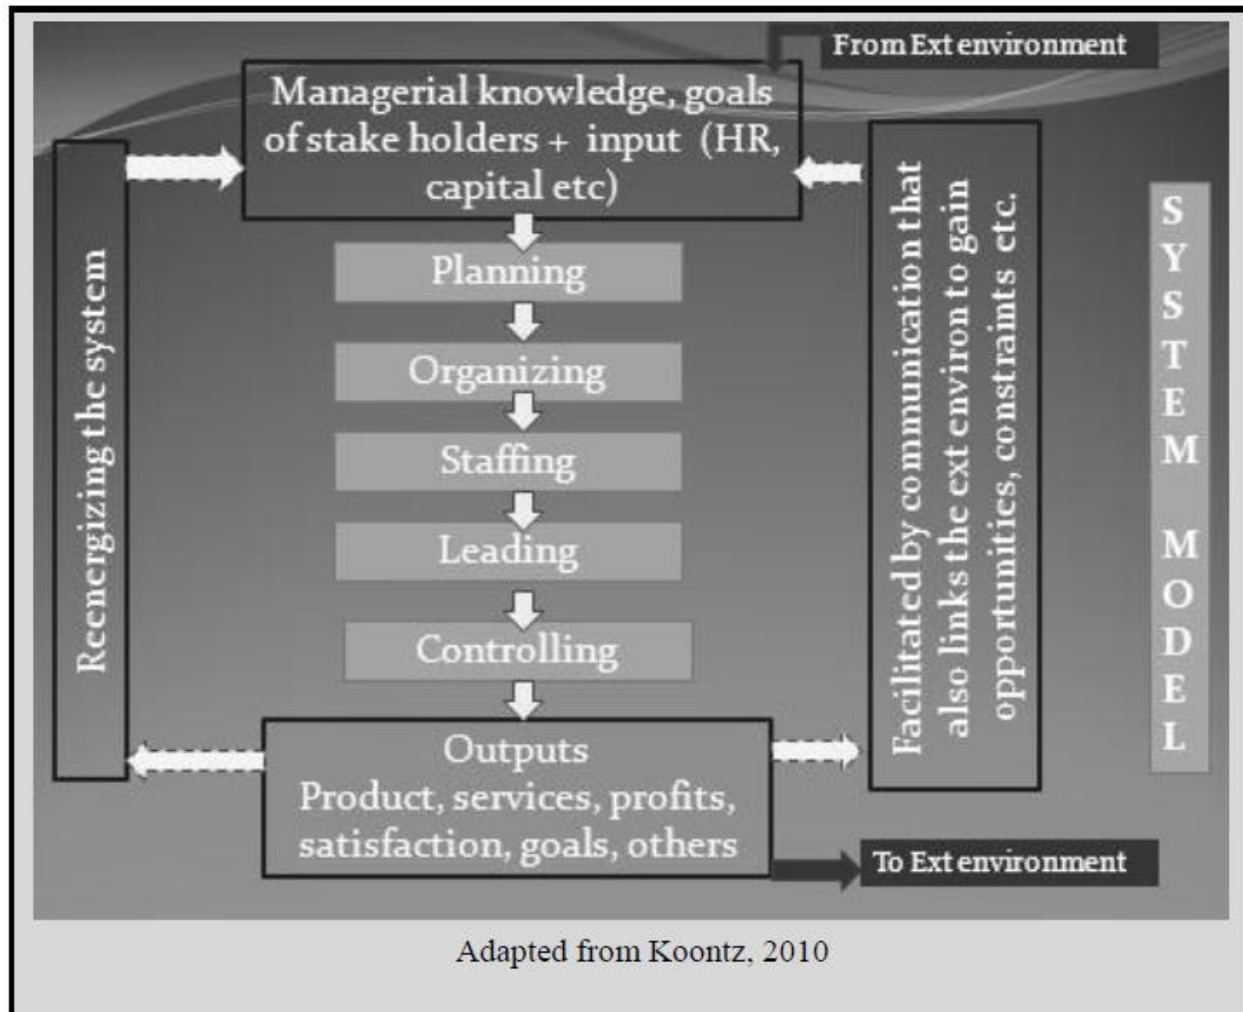 From Ext environment
Managerial knowledge, goals
of stake holders + input (HR,
capital etc)
Reenergizing the system
Planning
Organizing
Staffing
Leading
Controlling
Outputs
Product, services, profits,
satisfaction, goals, others
Facilitated by communication that
also links the ext environ to gain
opportunities, constraints etc.
SYSTEM MODEL
To Ext environment
Adapted from Koontz, 2010